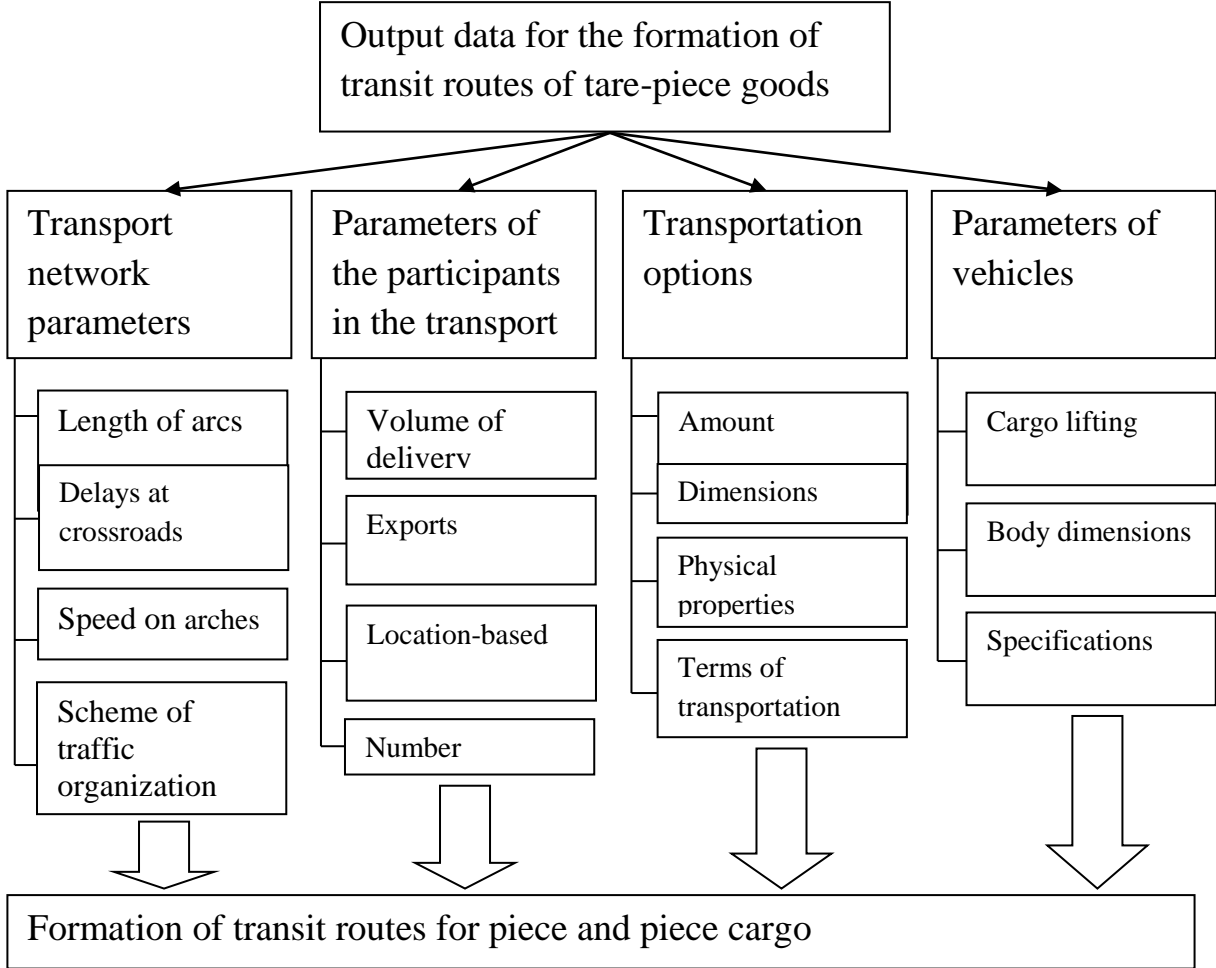 Output data for the formation of
transit routes of tare-piece goods
Transport
network
parameters
Length of arcs
Delays at
crossroads
Speed on arches
Scheme of
traffic
organization
Parameters of
the participants
in the transport
Volume of
delivery
Exports
Location-based
Number
Transportation
options
Amount
Dimensions
Physical
properties
Terms of
transportation
Parameters of
vehicles
Cargo lifting
Body dimensions
Specifications
Formation of transit routes for piece and piece cargo